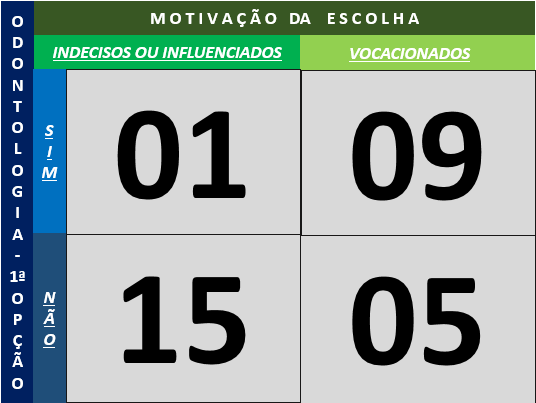 MOTIVAÇÃO DA ESCOLHA
INDECISOS OU INFLUENCIADOS
VOCACIONADOS
ODONTOLOGIA - 1ª OPÇÃO
SIM
01
09
NÃO
15
05